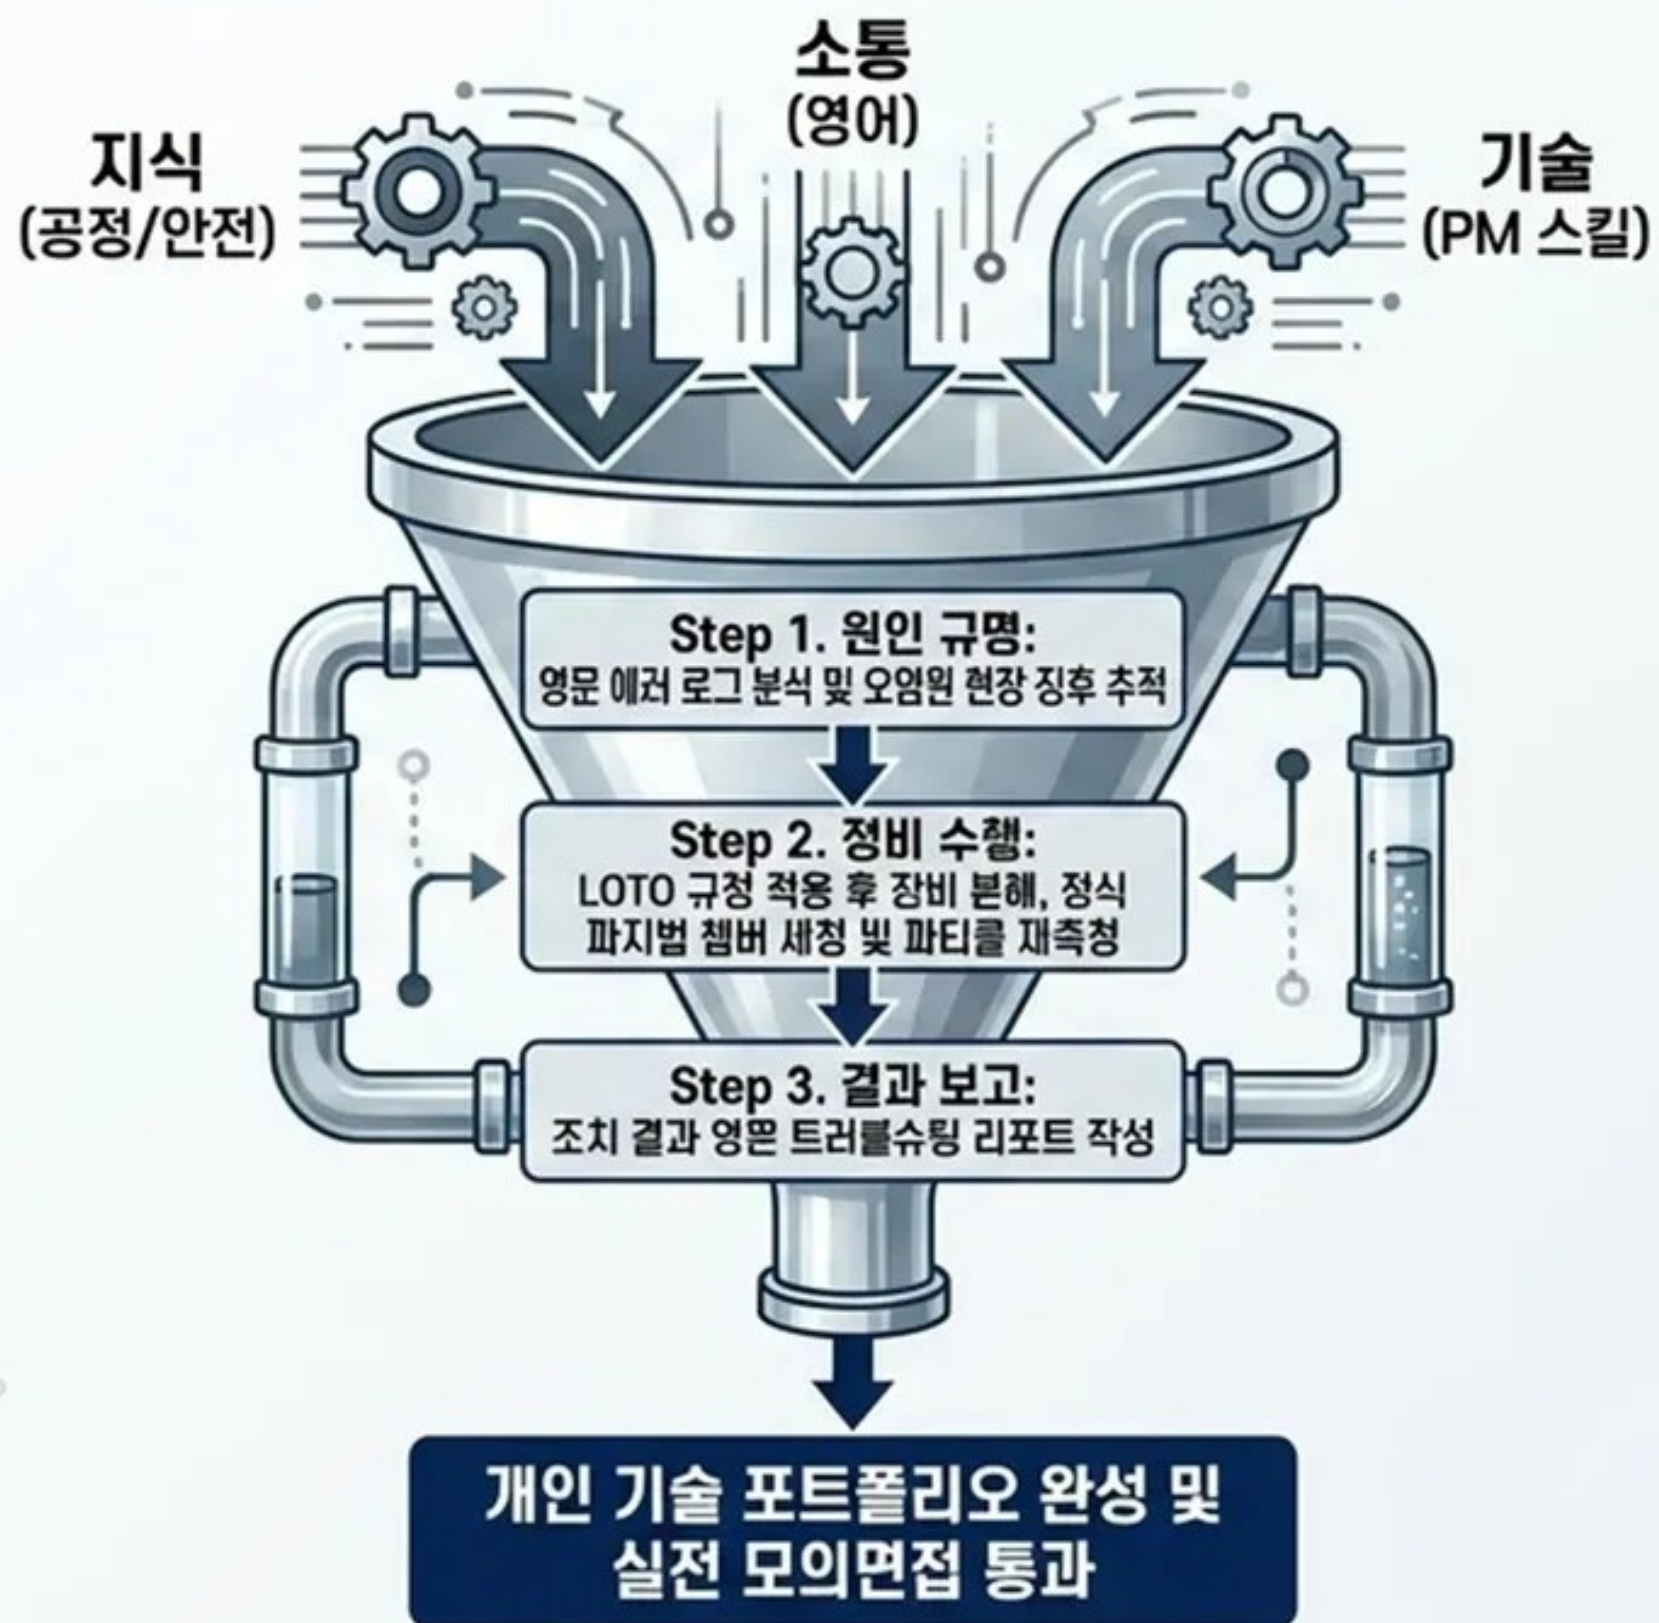 소통
(영어)
지식
(공정/안전)
기술
(PM 스킬)
Step 1. 원인 규명:
영문 에러 로그 분석 및 오염원 현장 징후 추적
Step 2. 정비 수행:
LOTO 규정 적용 후 장비 분해, 정식
파지법 챔버 세정 및 파티클 재측정
Step 3. 결과 보고:
조치 결과 영문 트러블슈팅 리포트 작성
개인 기술 포트폴리오 완성 및
실전 모의면접 통과